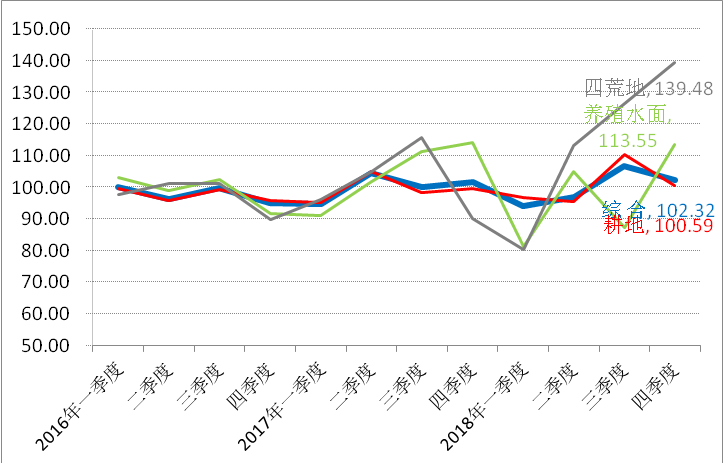 150.00
140.00
130.00
120.00
110.00
100.00
90.00
80.00
70.00
60.00
50.00
四荒地, 139.48
养殖水面,
113.55
综合, 102.32
耕地, 100.59
2016年一季度
二季度
三季度
四季度
2017年一季度
二季度
三季度
四季度
2018年一季度
二季度
三季度
四季度